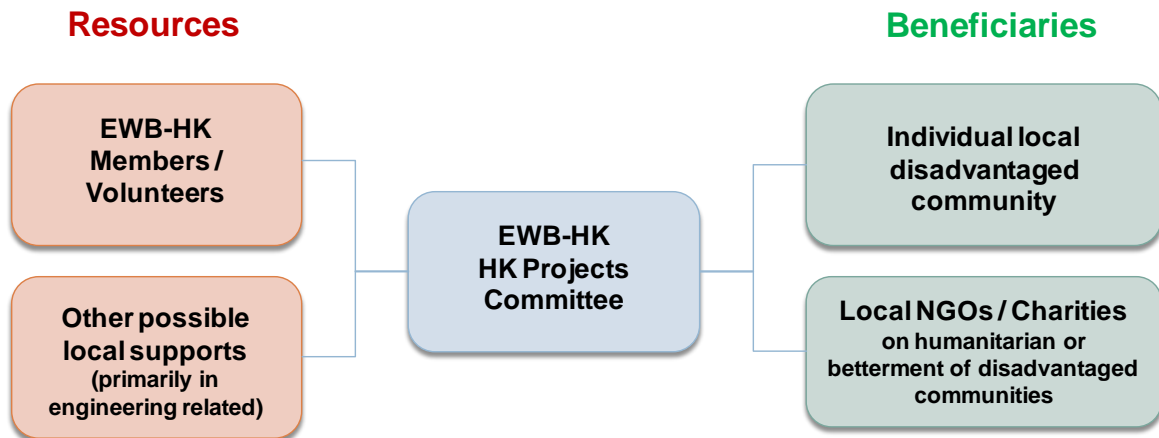 Resources
EWB-HK
Members /
Volunteers
Other possible
local supports
(primarily in
engineering related)
EWB-HK
HK Projects
Committee
Beneficiaries
Individual local
disadvantaged
community
Local NGOs / Charities
on humanitarian or
betterment of disadvantaged
communities